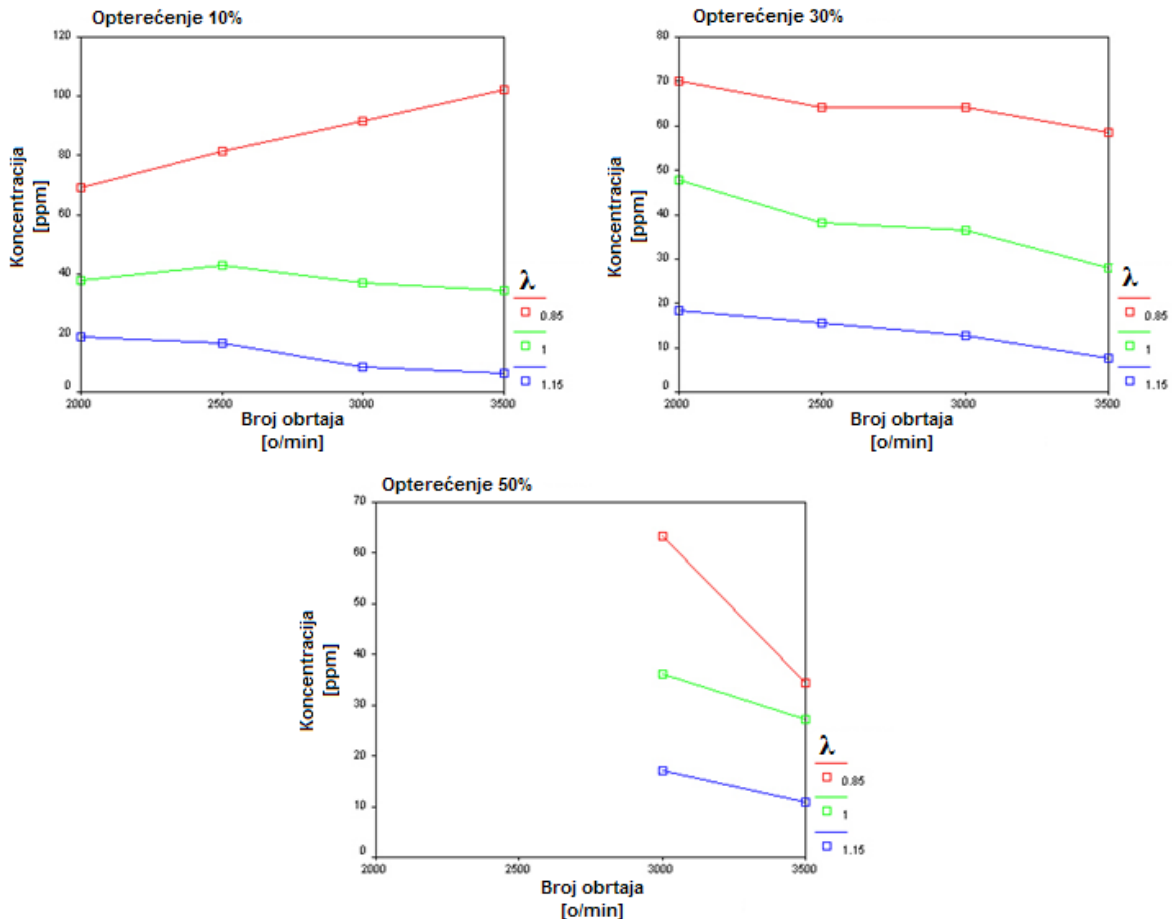 Opterećenje 10%
120
100
80
60
40
20
0
Koncentracija
[ppm]
2000
2500
3000
3500
Broj obrtaja
[o/min]
λ
0.85
1
1.15
Opterećenje 30%
80
70
60
50
40
30
20
10
0
Koncentracija
[ppm]
2000
2500
3000
3500
Broj obrtaja
[o/min]
λ
0.85
1
1.15
Opterećenje 50%
70
60
50
40
30
20
10
0
Koncentracija
[ppm]
2000
2500
3000
3500
Broj obrtaja
[o/min]
λ
0.85
1
1.15